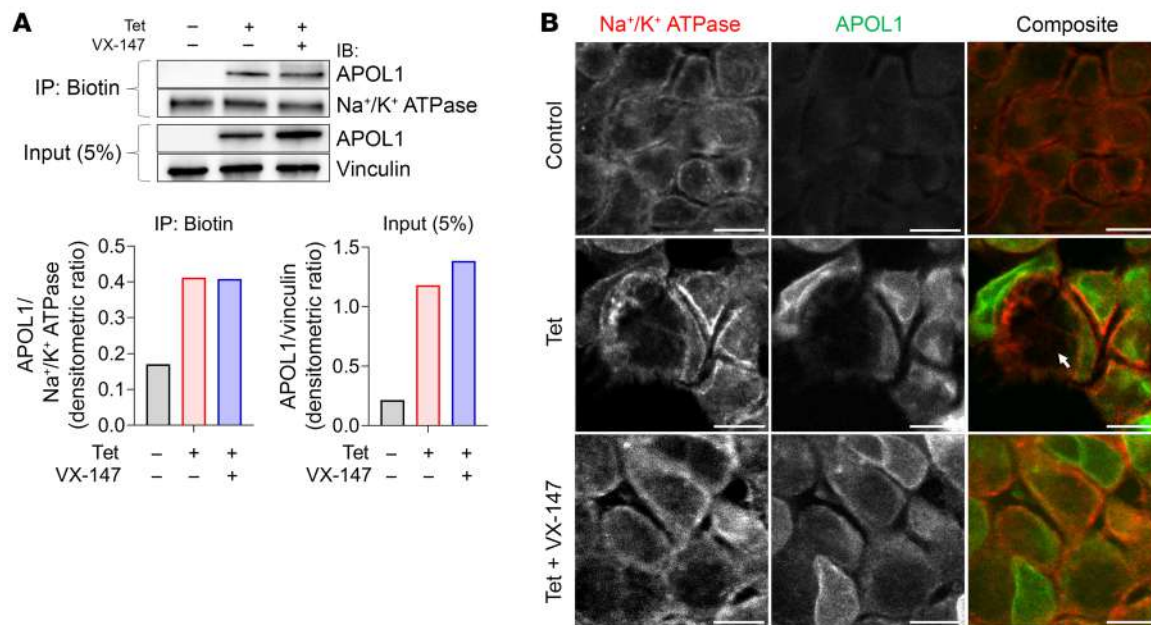 A
Tet – + +
VX-147 – – +
IB:
IP: Biotin
APOL1
Na⁺/K⁺ ATPase
Input (5%)
APOL1
Vinculin
IP: Biotin
APOL1/
Na⁺/K⁺ ATPase
(densitometric ratio)
0.5
0.4
0.3
0.2
0.1
0.0
Tet – + +
VX-147 – – +
Input (5%)
APOL1/vinculin
(densitometric ratio)
1.5
1.0
0.5
0.0
Tet – + +
VX-147 – – +
B
Na⁺/K⁺ ATPase APOL1 Composite
Control
Tet
Tet + VX-147